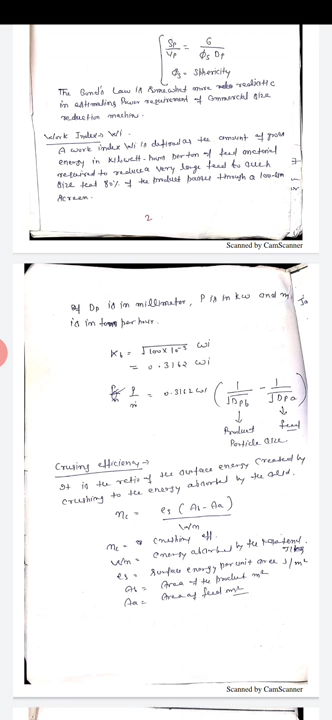 Sp/Vp = 6/Φs Dp
Φs = Sphericity
The Bond's Law is somewhat more realistic
in estimating Power requirement of Commercial size
reduction machine.
Work Index, Wi
A work index Wi is defined as the amount of gross
energy in kilowatt-hours per ton of feed material
required to reduce a very large feed to such
size that 80% of the product passes through a 100-um
screen.
2
Scanned by CamScanner
If Dp is in millimeter, P is in kw and ṁ
is in per hour.
Kb = √100 x 10-3 Wi
= 0.3162 Wi
P/ṁ = 0.3162 Wi ( 1/√Dpb - 1/√Dpa )
Product feed
Particle size
Crushing efficiency →
It is the ratio of the surface energy created by
crushing to the energy absorbed by the solid.
ηc = es (Ab - Aa) / Wn
ηc = crushing eff.
Wn = energy absorbed by the material
es = surface energy per unit area J/m²
Ab = Area of the product m²
Aa = Area of feed m²
Scanned by CamScanner